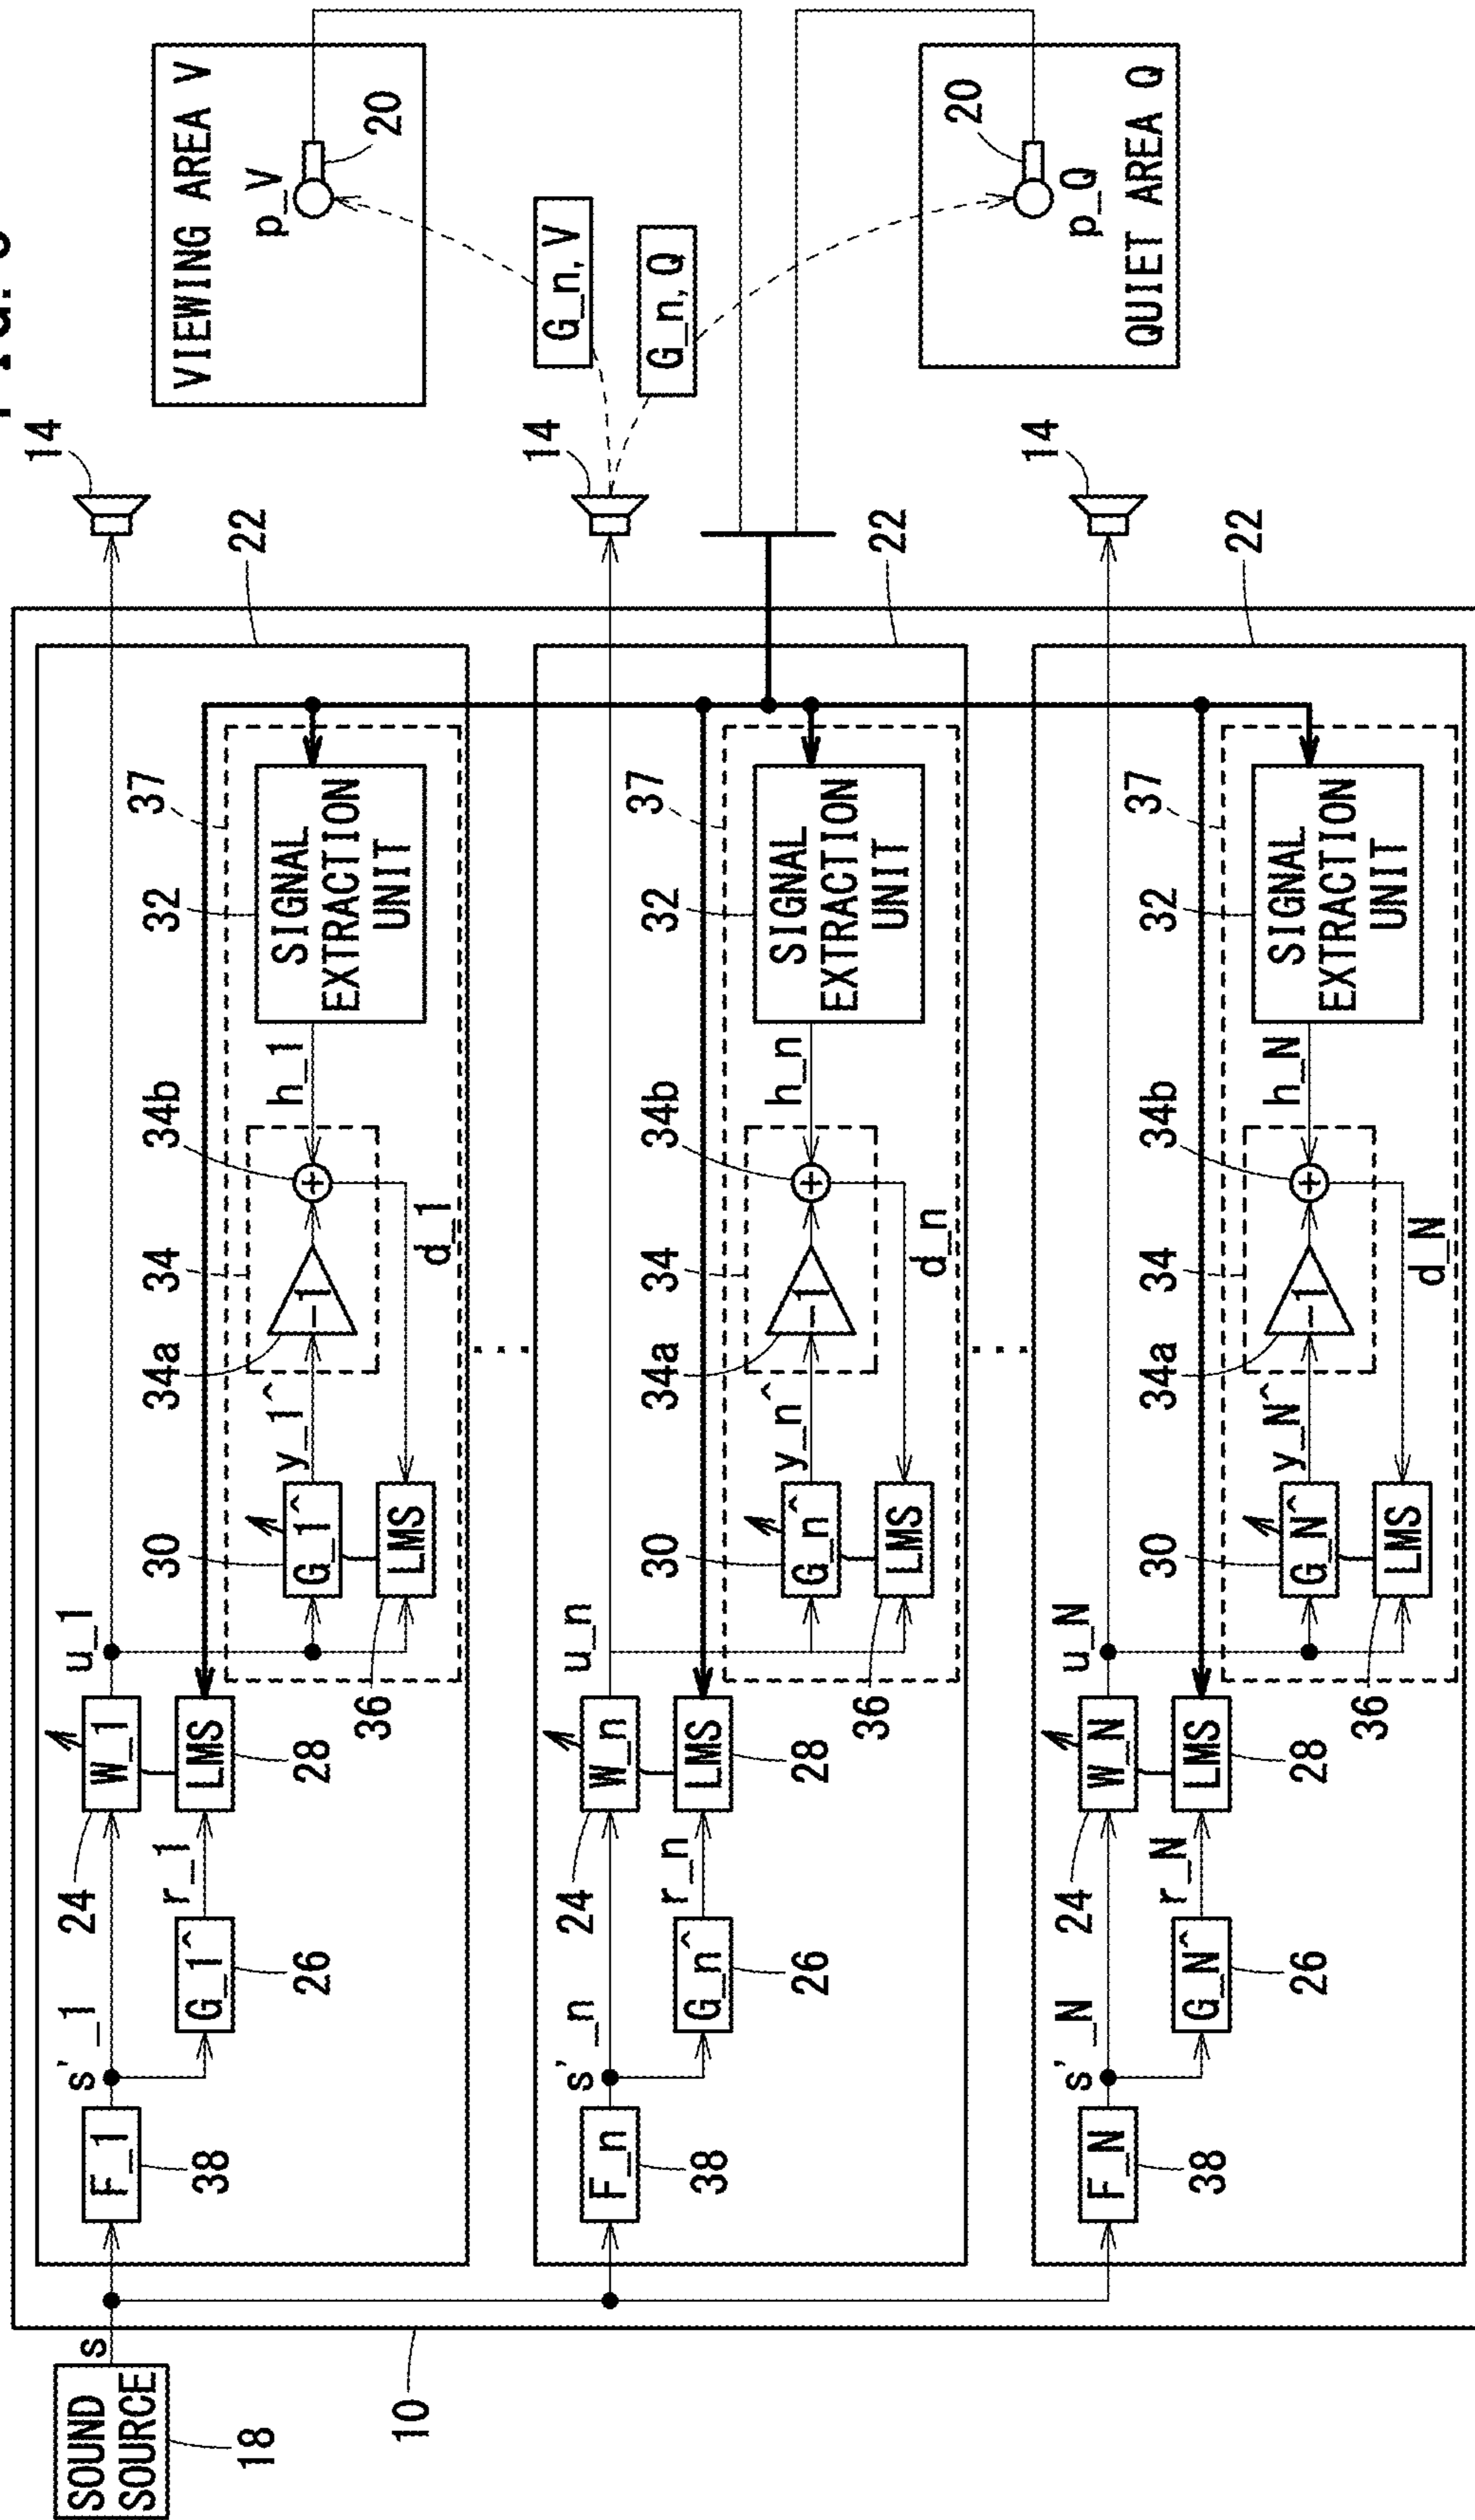 SOUND
SOURCE
18
s
10
F_1
38
s'_1
24
W_1
u_1
G_1^
26
r_1
LMS
28
30
G_1^
LMS
36
y_1^
34a
-1
34
34b
+
d_1
h_1
32
37
SIGNAL
EXTRACTION
UNIT
22
14
F_n
38
s'_n
24
W_n
u_n
G_n^
26
r_n
LMS
28
30
G_n^
LMS
36
y_n^
34a
-1
34
34b
+
d_n
h_n
32
37
SIGNAL
EXTRACTION
UNIT
22
14
F_N
38
s'_N
24
W_N
u_N
G_N^
26
r_N
LMS
28
30
G_N^
LMS
36
y_N^
34a
-1
34
34b
+
d_N
h_N
32
37
SIGNAL
EXTRACTION
UNIT
22
14
VIEWING AREA V
p_V
20
G_n, V
G_n, Q
20
p_Q
QUIET AREA Q